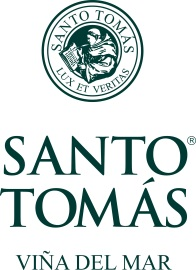 SANTO TOMÁS
LUX ET VERITAS
SANTO®
TOMÁS
VIÑA DEL MAR